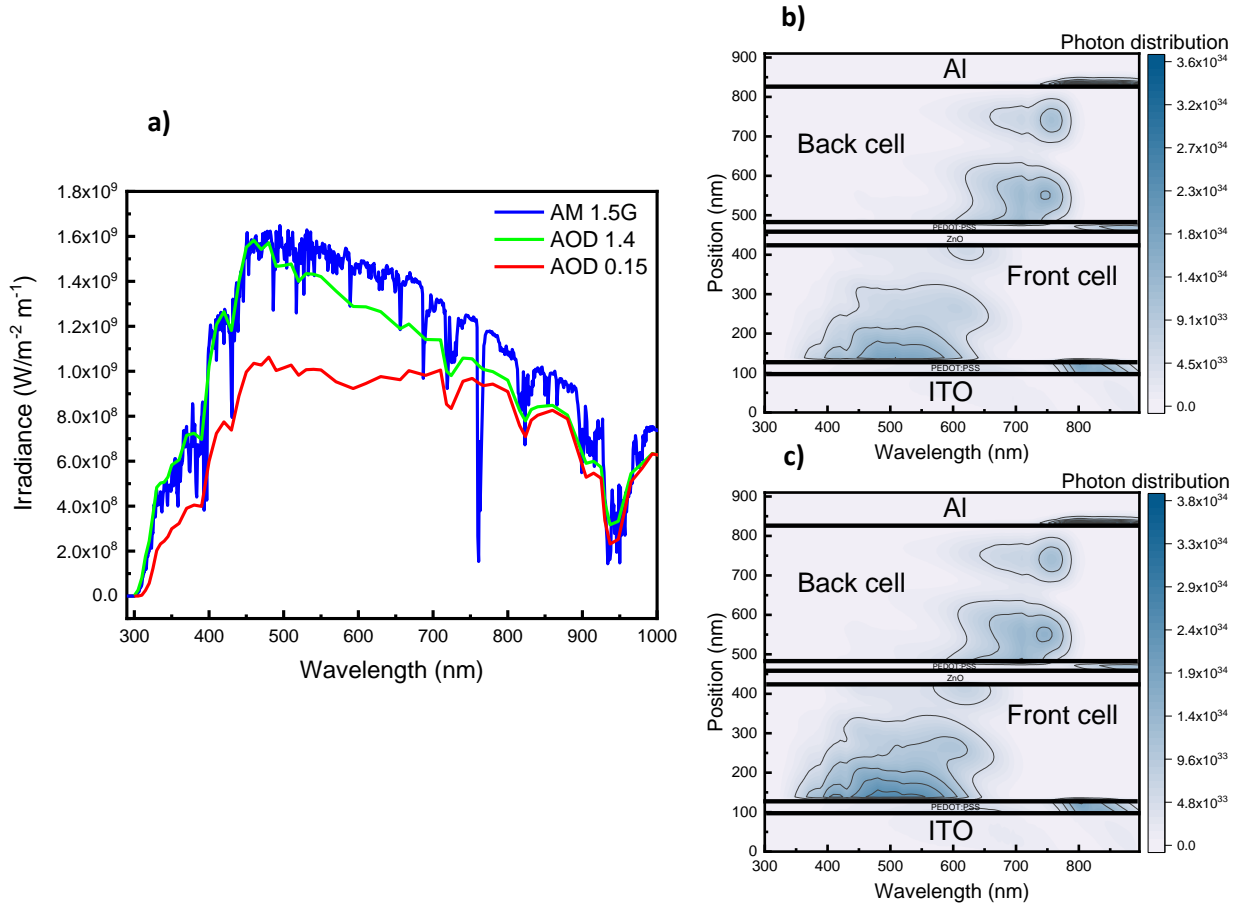 a)
1.8x10⁹
1.6x10⁹
1.4x10⁹
1.2x10⁹
1.0x10⁹
8.0x10⁸
6.0x10⁸
4.0x10⁸
2.0x10⁸
0.0
Irradiance (W/m⁻² m⁻¹)
AM 1.5G
AOD 1.4
AOD 0.15
300 400 500 600 700 800 900 1000
Wavelength (nm)
b)
Photon distribution
900
800
700
600
500
400
300
200
100
0
Position (nm)
Al
Back cell
PEDOT:PSS
ZnO
Front cell
PEDOT:PSS
ITO
300 400 500 600 700 800
Wavelength (nm)
3.6x10³⁴
3.2x10³⁴
2.7x10³⁴
2.3x10³⁴
1.8x10³⁴
1.4x10³⁴
9.1x10³³
4.5x10³³
0.0
c)
Photon distribution
900
800
700
600
500
400
300
200
100
0
Position (nm)
Al
Back cell
PEDOT:PSS
ZnO
Front cell
PEDOT:PSS
ITO
300 400 500 600 700 800
Wavelength (nm)
3.8x10³⁴
3.3x10³⁴
2.9x10³⁴
2.4x10³⁴
1.9x10³⁴
1.4x10³⁴
9.6x10³³
4.8x10³³
0.0